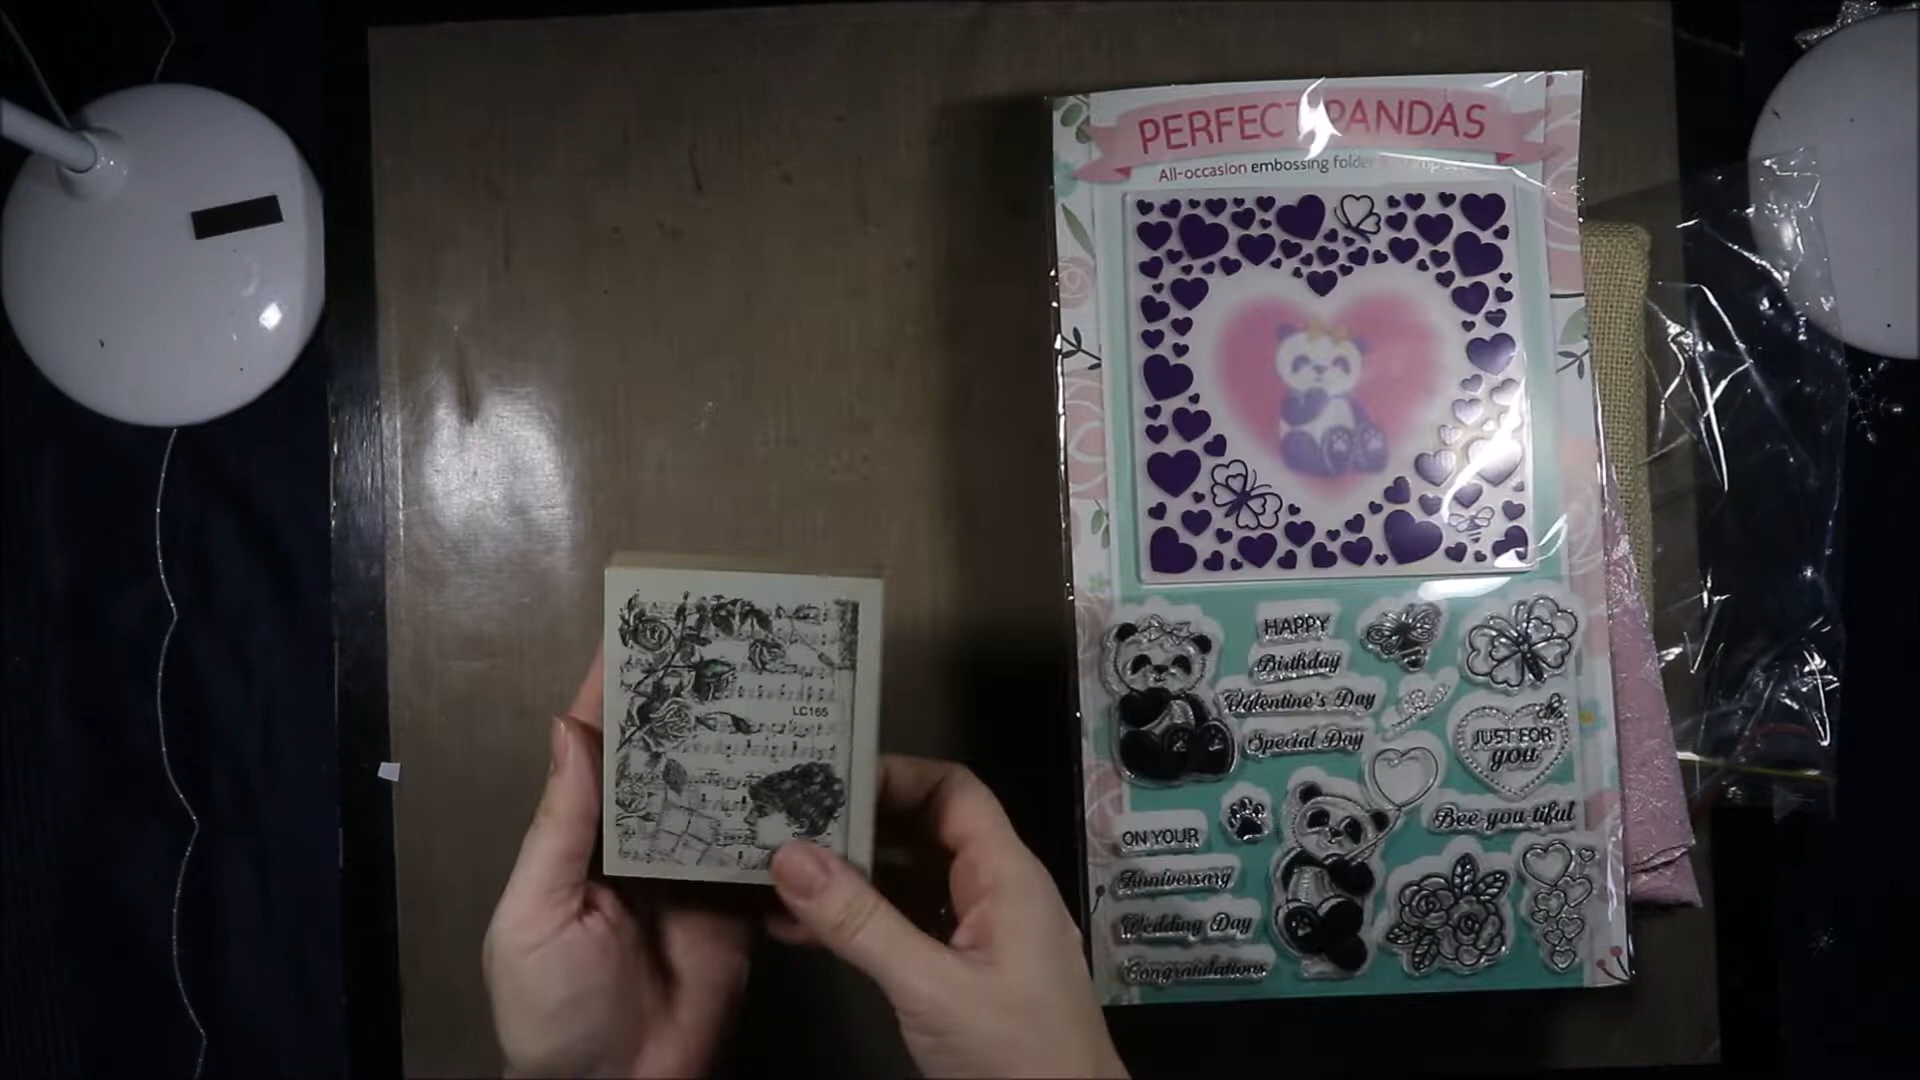 PERFECT PANDAS
All-occasion embossing folder
HAPPY
Birthday
Valentine's Day
Special Day
JUST FOR
you
Bee-you-tiful
ON YOUR
Anniversary
Wedding Day
Congratulations
LC165